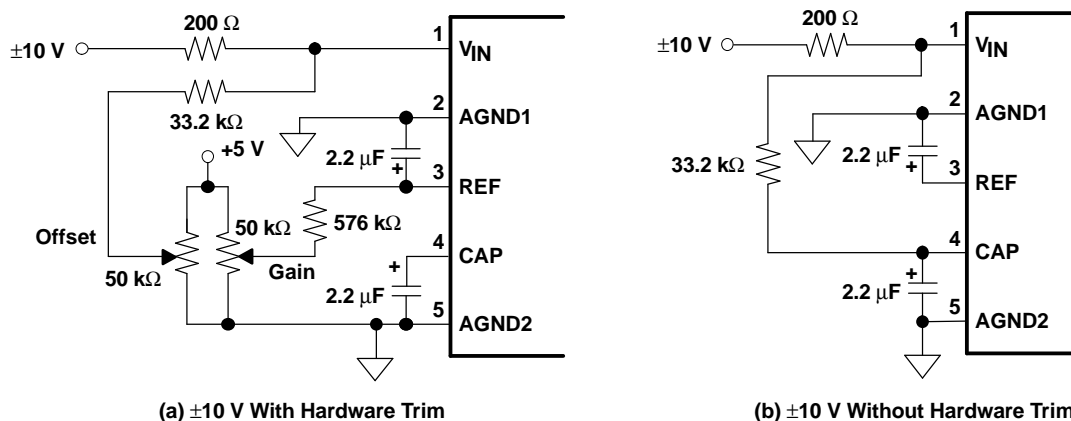 200 Ω
±10 V
1
V_IN
33.2 kΩ
2
AGND1
+5 V
2.2 μF
+
3
REF
50 kΩ
576 kΩ
Offset
4
CAP
50 kΩ
Gain
+
2.2 μF
5
AGND2
(a) ±10 V With Hardware Trim
200 Ω
±10 V
1
V_IN
2
AGND1
33.2 kΩ
2.2 μF
+
3
REF
4
CAP
+
2.2 μF
5
AGND2
(b) ±10 V Without Hardware Trim